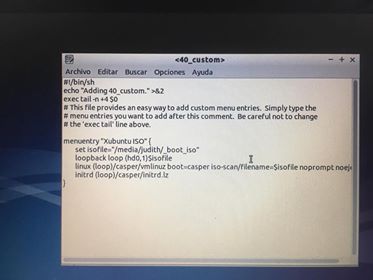 <40_custom>
Archivo Editar Buscar Opciones Ayuda
#!/bin/sh
echo "Adding 40_custom." >&2
exec tail -n +4 $0
# This file provides an easy way to add custom menu entries. Simply type the
# menu entries you want to add after this comment. Be careful not to change
# the 'exec tail' line above.
menuentry "Xubuntu ISO" {
set isofile="/media/judith/_boot_iso"
loopback loop (hd0,1)$isofile
linux (loop)/casper/vmlinuz boot=casper iso-scan/filename=$isofile noprompt noeje
initrd (loop)/casper/initrd.lz
}